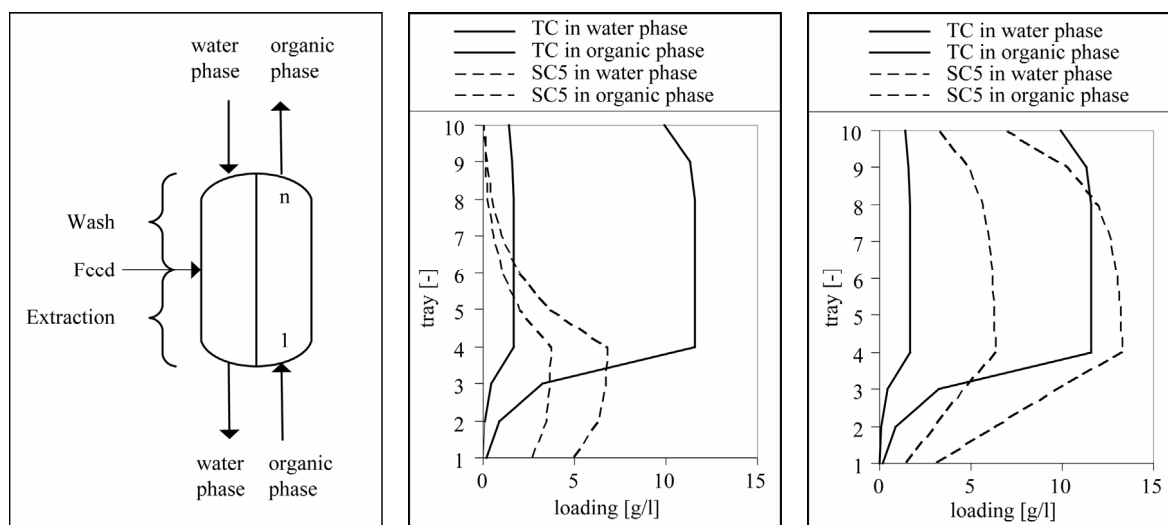 water
phase
organic
phase
n
Wash
Feed
Extraction
1
water
phase
organic
phase
TC in water phase
TC in organic phase
SC5 in water phase
SC5 in organic phase
10
9
8
7
6
5
4
3
2
1
tray [-]
0
5
10
15
loading [g/l]
TC in water phase
TC in organic phase
SC5 in water phase
SC5 in organic phase
10
9
8
7
6
5
4
3
2
1
tray [-]
0
5
10
15
loading [g/l]